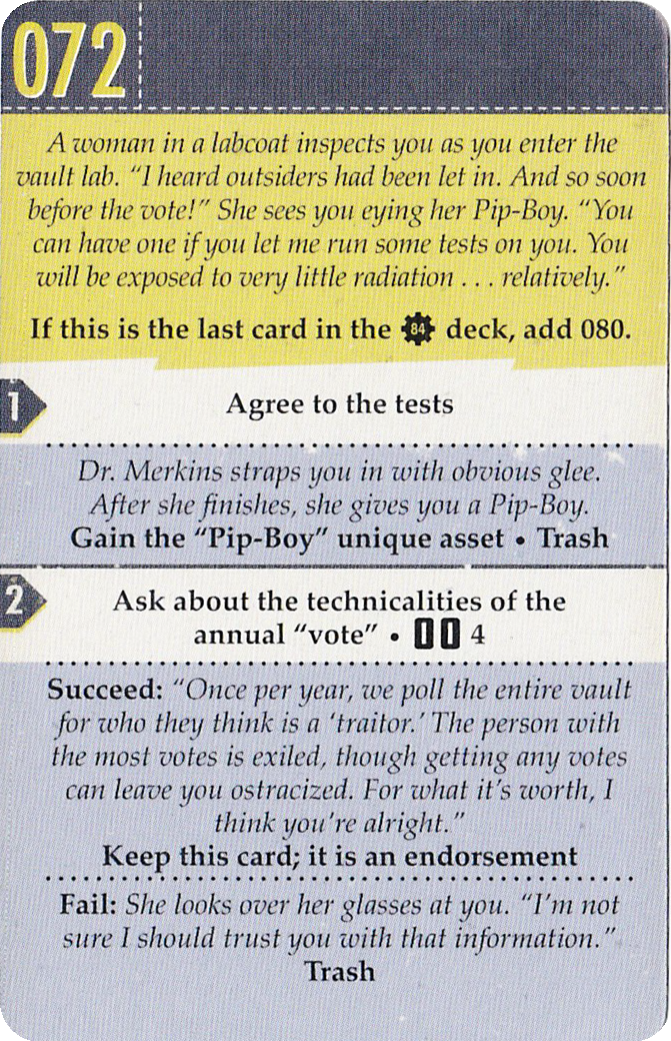 072
A woman in a labcoat inspects you as you enter the
vault lab. “I heard outsiders had been let in. And so soon
before the vote!” She sees you eying her Pip-Boy. “You
can have one if you let me run some tests on you. You
will be exposed to very little radiation . . . relatively.”
If this is the last card in the 84 deck, add 080.
1
Agree to the tests
Dr. Merkins straps you in with obvious glee.
After she finishes, she gives you a Pip-Boy.
Gain the “Pip-Boy” unique asset • Trash
2
Ask about the technicalities of the
annual “vote” • 4
Succeed: “Once per year, we poll the entire vault
for who they think is a ‘traitor.’ The person with
the most votes is exiled, though getting any votes
can leave you ostracized. For what it’s worth, I
think you’re alright.”
Keep this card; it is an endorsement
Fail: She looks over her glasses at you. “I’m not
sure I should trust you with that information.”
Trash